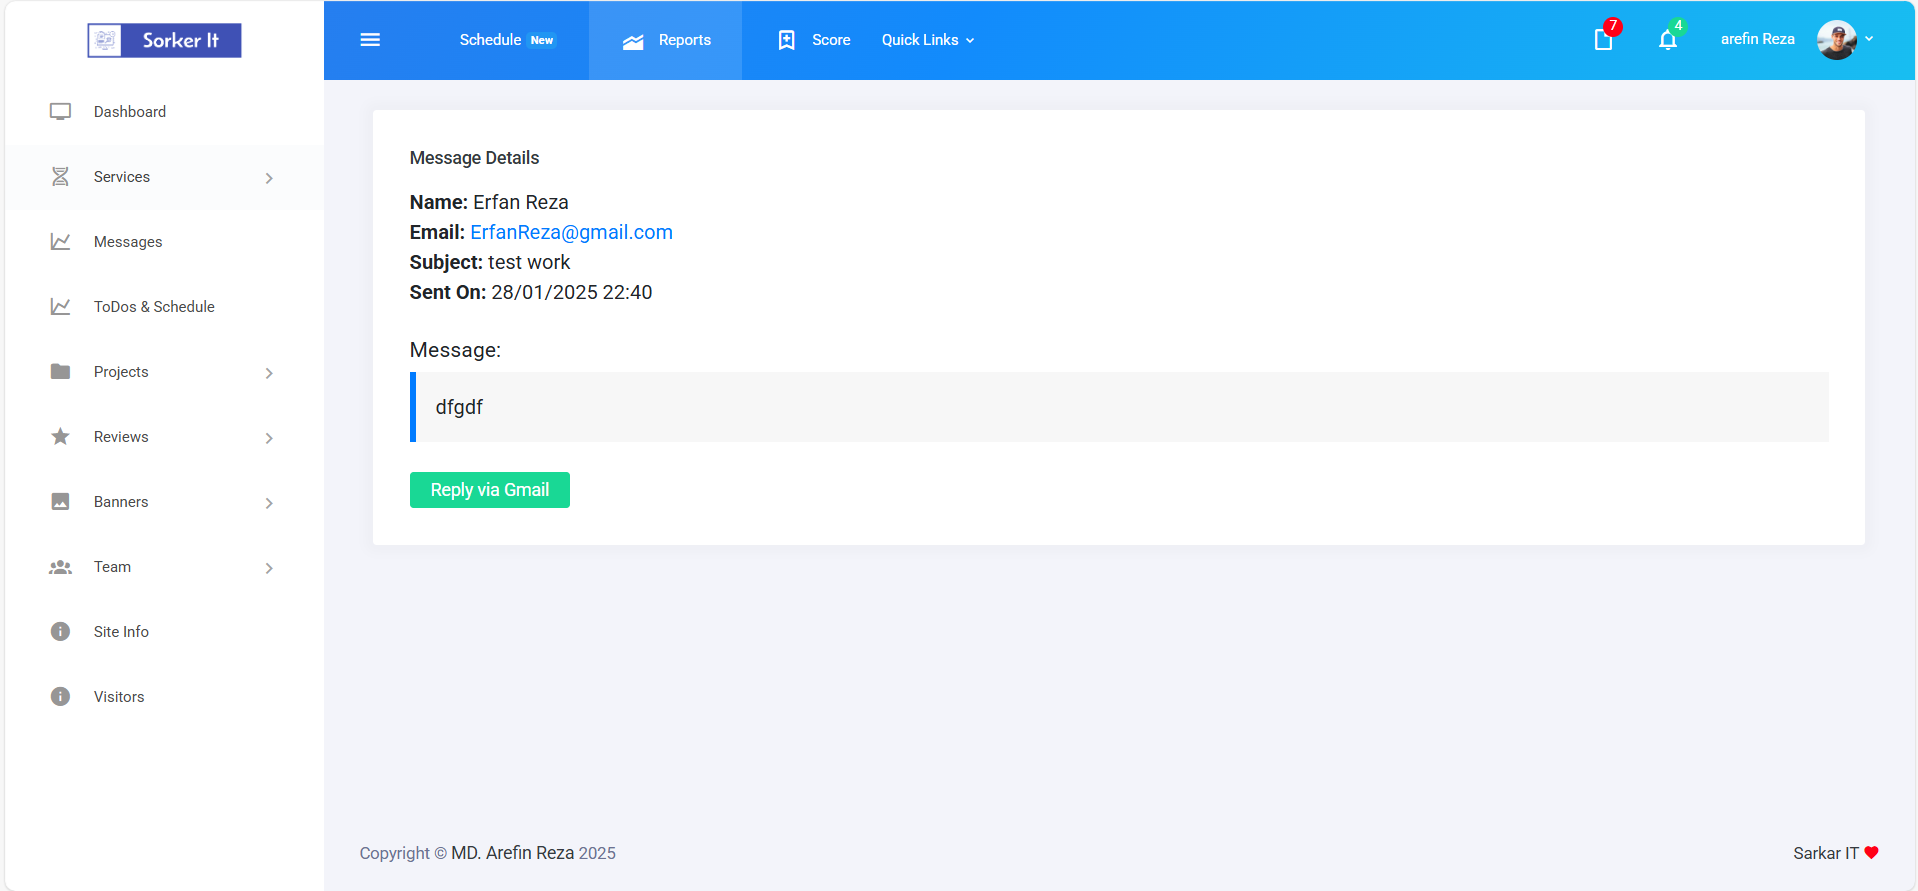 Sorker It
Schedule New
Reports
Score
Quick Links
7
4
arefin Reza
Dashboard
Services
Messages
ToDos & Schedule
Projects
Reviews
Banners
Team
Site Info
Visitors
Message Details
Name: Erfan Reza
Email: ErfanReza@gmail.com
Subject: test work
Sent On: 28/01/2025 22:40
Message:
dfgdf
Reply via Gmail
Copyright © MD. Arefin Reza 2025
Sarkar IT